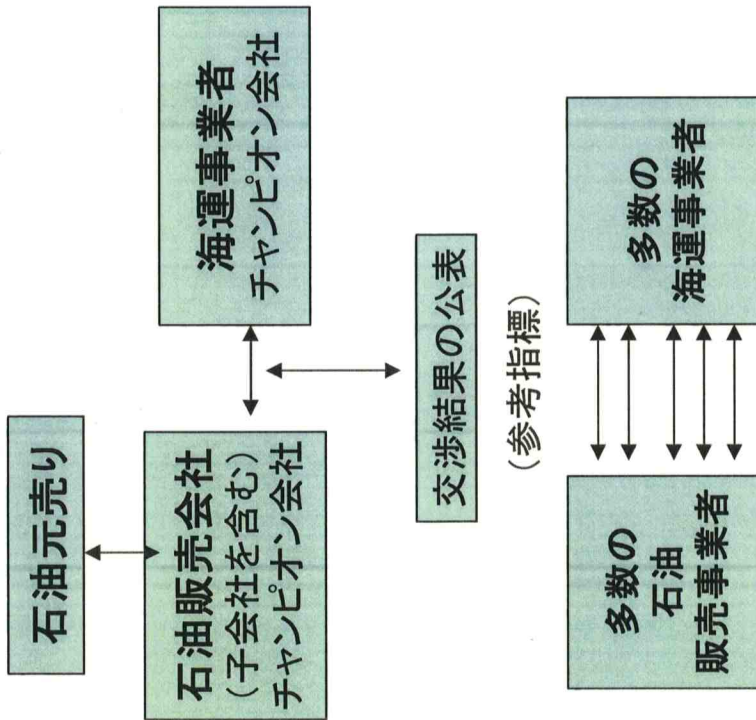 石油元売り
石油販売会社
（子会社を含む）
チャンピオン会社
海運事業者
チャンピオン会社
交渉結果の公表
（参考指標）
多数の
石油
販売事業者
多数の
海運事業者